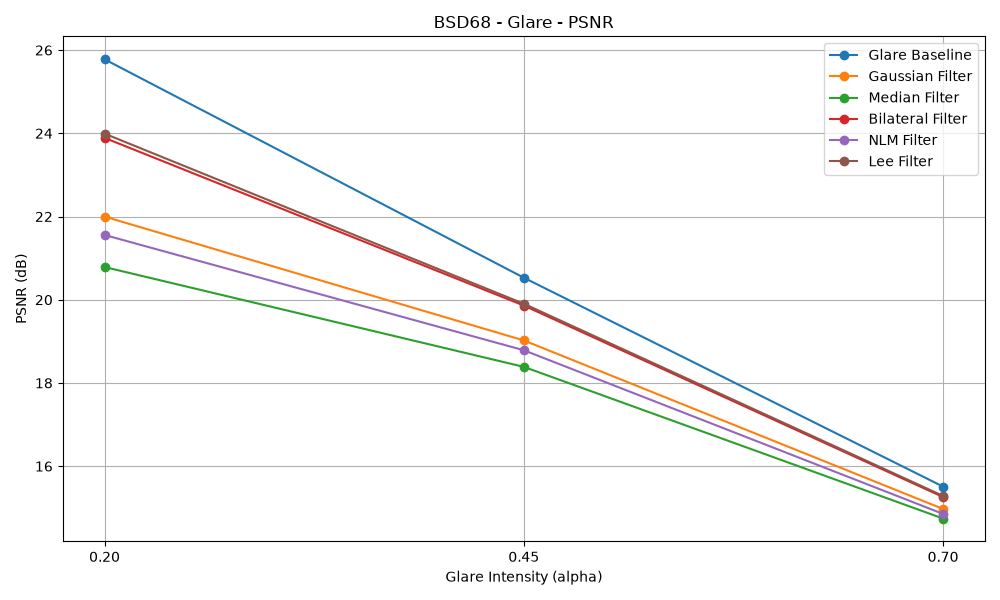 BSD68 - Glare - PSNR
Glare Baseline
Gaussian Filter
Median Filter
Bilateral Filter
NLM Filter
Lee Filter
PSNR (dB)
26
24
22
20
18
16
0.20
0.45
0.70
Glare Intensity (alpha)